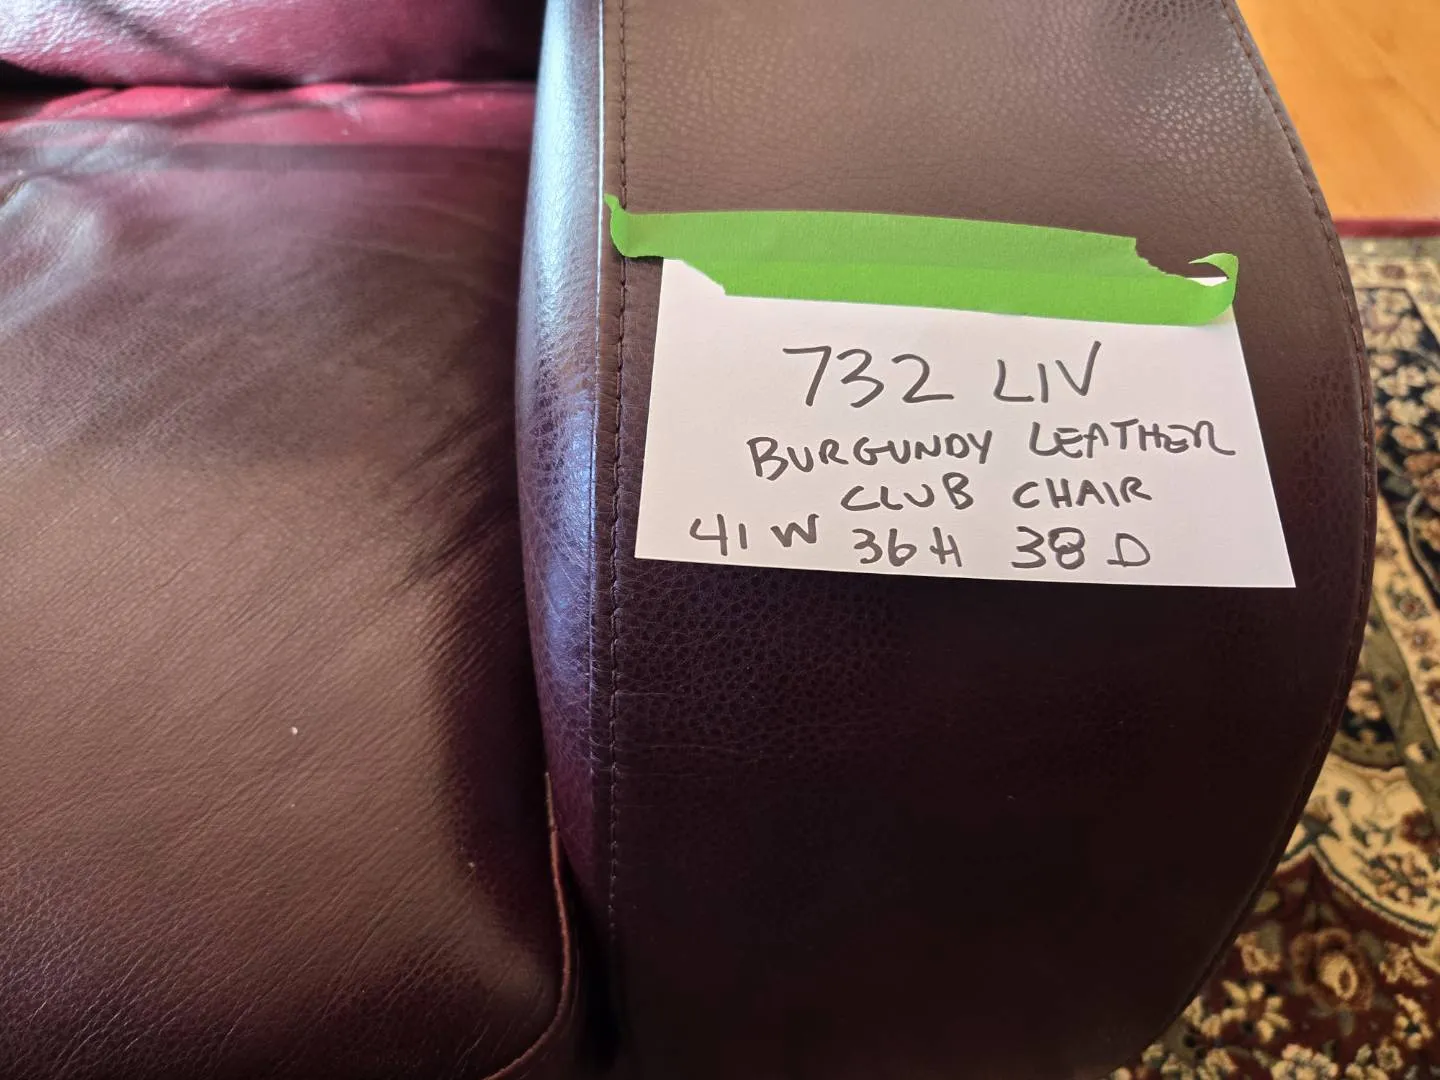 732 LIV
BURGUNDY LEATHER
CLUB CHAIR
41 W 36 H 38 D